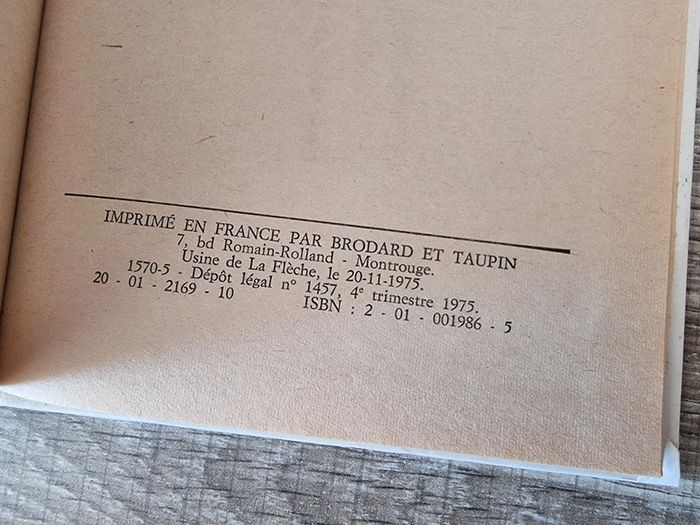 IMPRIMÉ EN FRANCE PAR BRODARD ET TAUPIN
7, bd Romain-Rolland - Montrouge.
Usine de La Flèche, le 20-11-1975.
1570-5 - Dépôt légal nº 1457, 4e trimestre 1975.
20 - 01 - 2169 - 10 ISBN : 2 - 01 - 001986 - 5